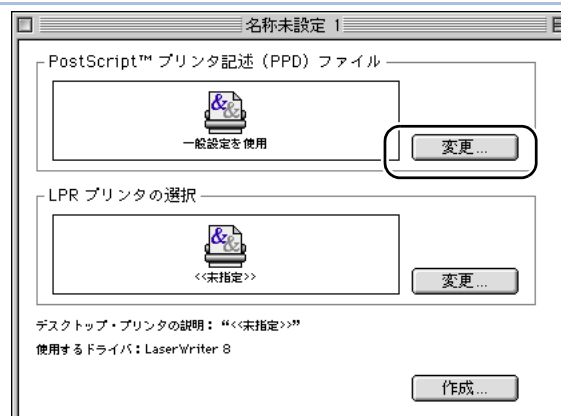 名称未設定 1
PostScript™ プリンタ記述（PPD）ファイル
一般設定を使用
変更...
LPR プリンタの選択
<<未指定>>
変更...
デスクトップ・プリンタの説明： “<<未指定>>”
使用するドライバ：LaserWriter 8
作成...